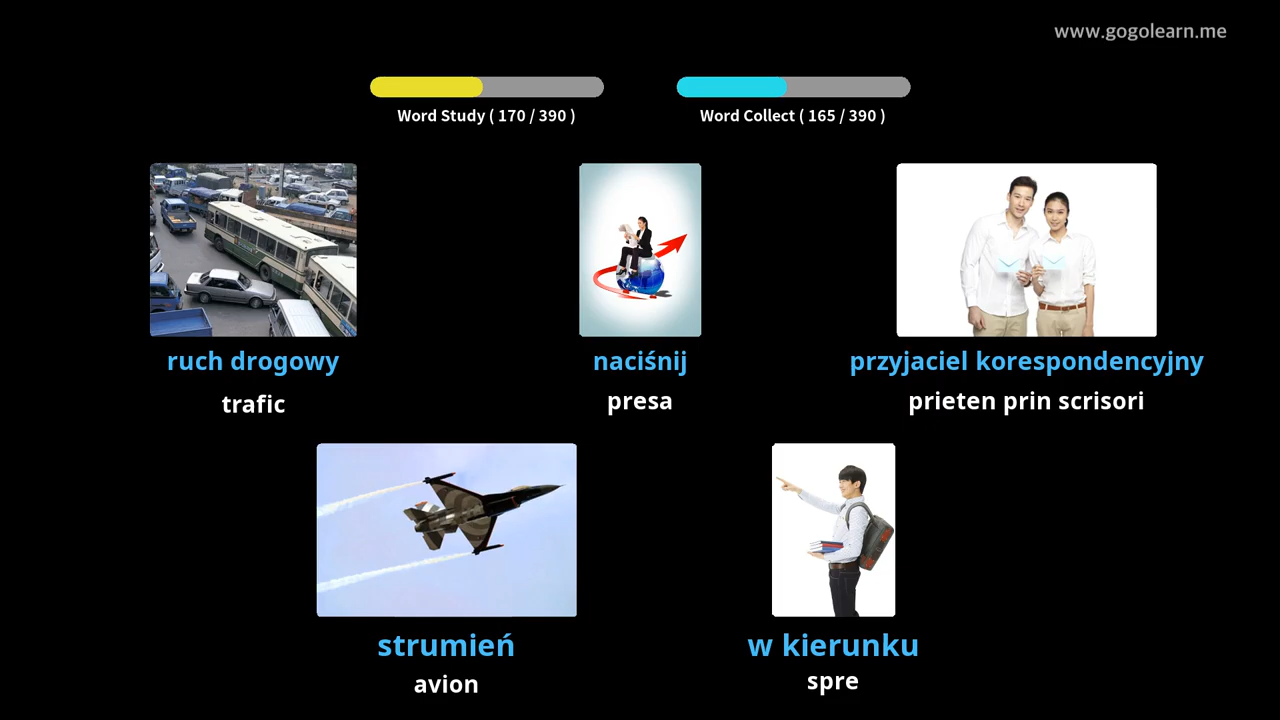 www.gogolearn.me
Word Study ( 170 / 390 )
Word Collect ( 165 / 390 )
ruch drogowy
trafic
naciśnij
presa
przyjaciel korespondencyjny
prieten prin scrisori
strumień
avion
w kierunku
spre